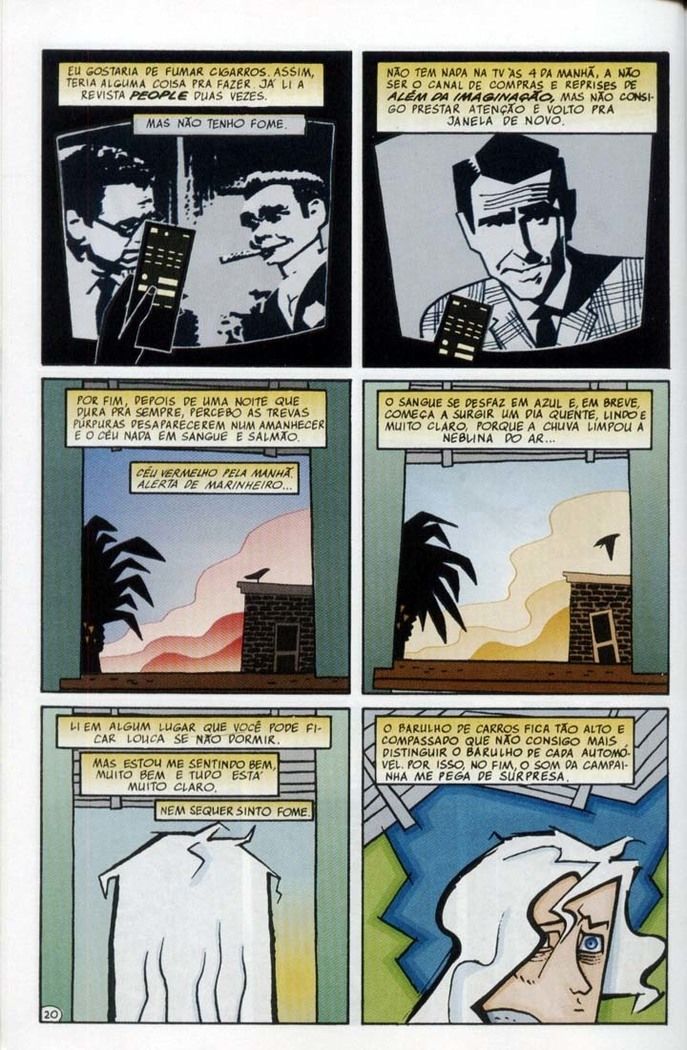 EU GOSTARIA DE FUMAR CIGARROS. ASSIM,
TERIA ALGUMA COISA PRA FAZER. JÁ LI A
REVISTA PEOPLE DUAS VEZES.
MAS NÃO TENHO FOME.
NÃO TEM NADA NA TV ÀS 4 DA MANHÃ, A NÃO
SER O CANAL DE COMPRAS E REPRISES DE
ALÉM DA IMAGINAÇÃO, MAS NÃO CONSI-
GO PRESTAR ATENÇÃO E VOLTO PRA
JANELA DE NOVO.
POR FIM, DEPOIS DE UMA NOITE QUE
DURA PRA SEMPRE, PERCEBO AS TREVAS
PÚRPURAS DESAPARECEREM NUM AMANHECER
E O CÉU NADA EM SANGUE E SALMÃO.
CÉU VERMELHO PELA MANHÃ.
ALERTA DE MARINHEIRO...
O SANGUE SE DESFAZ EM AZUL E, EM BREVE,
COMEÇA A SURGIR UM DIA QUENTE, LINDO E
MUITO CLARO, PORQUE A CHUVA LIMPOU A
NEBLINA DO AR...
LI EM ALGUM LUGAR QUE VOCÊ PODE FI-
CAR LOUCA SE NÃO DORMIR.
MAS ESTOU ME SENTINDO BEM,
MUITO BEM E TUDO ESTÁ
MUITO CLARO.
NEM SEQUER SINTO FOME.
O BARULHO DE CARROS FICA TÃO ALTO E
COMPASSADO QUE NÃO CONSIGO MAIS
DISTINGUIR O BARULHO DE CADA AUTOMÓ-
VEL. POR ISSO, NO FIM, O SOM DA CAMPAI-
NHA ME PEGA DE SURPRESA.
20